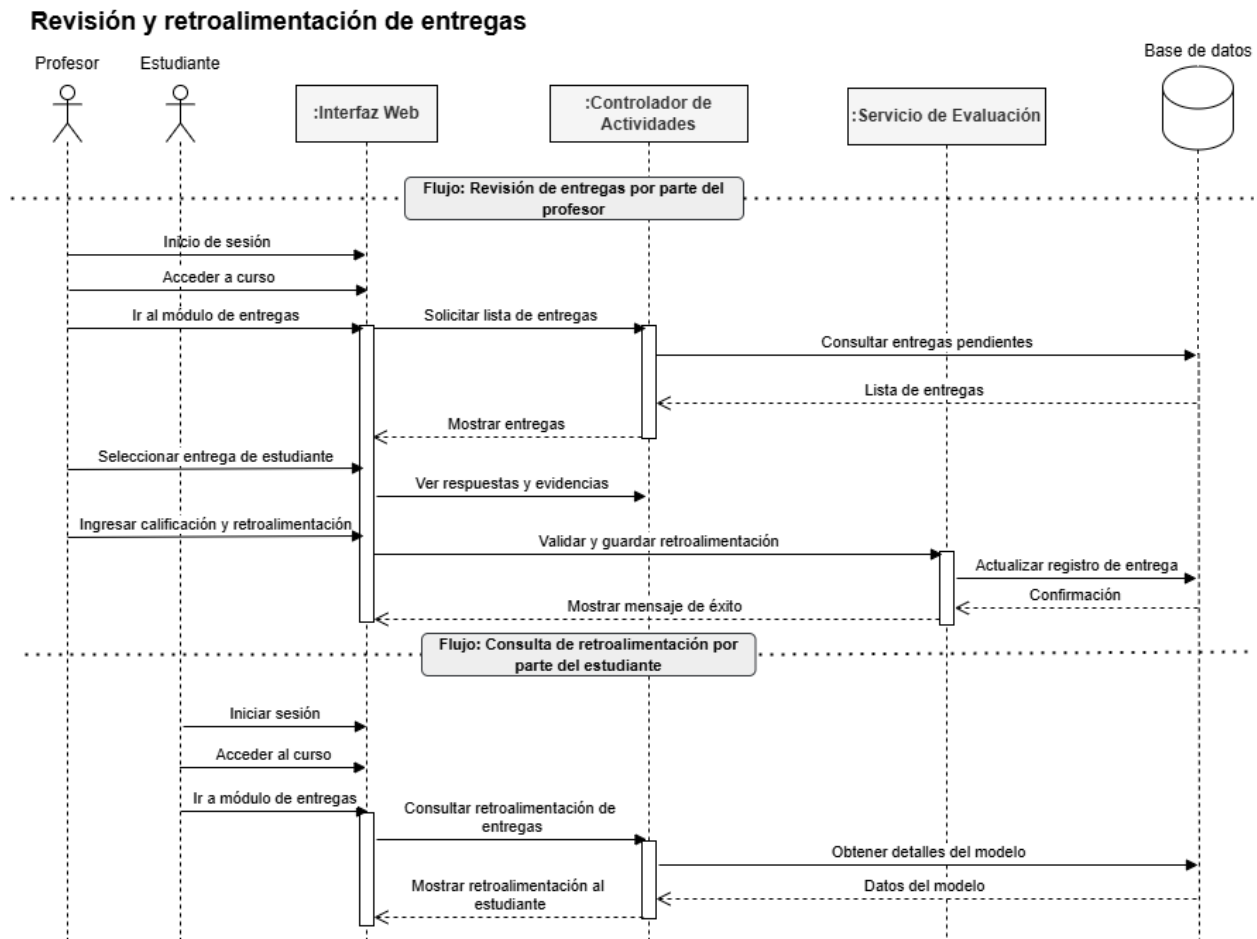 Revisión y retroalimentación de entregas
Profesor
Estudiante
Base de datos
:Interfaz Web
:Controlador de
Actividades
:Servicio de Evaluación
Flujo: Revisión de entregas por parte del
profesor
Inicio de sesión
Acceder a curso
Ir al módulo de entregas
Solicitar lista de entregas
Consultar entregas pendientes
Lista de entregas
Mostrar entregas
Seleccionar entrega de estudiante
Ver respuestas y evidencias
Ingresar calificación y retroalimentación
Validar y guardar retroalimentación
Actualizar registro de entrega
Confirmación
Mostrar mensaje de éxito
Flujo: Consulta de retroalimentación por
parte del estudiante
Iniciar sesión
Acceder al curso
Ir a módulo de entregas
Consultar retroalimentación de
entregas
Obtener detalles del modelo
Datos del modelo
Mostrar retroalimentación al
estudiante